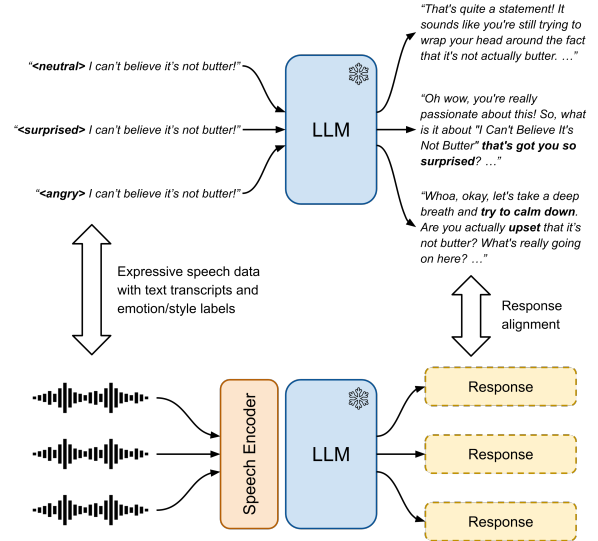 “That's quite a statement! It
sounds like you're still trying to
wrap your head around the fact
that it's not actually butter. …”
“<neutral> I can’t believe it’s not butter!”
“<surprised> I can’t believe it’s not butter!”
“<angry> I can’t believe it’s not butter!”
LLM
“Oh wow, you're really
passionate about this! So, what
is it about "I Can't Believe It's
Not Butter" that's got you so
surprised? …”
“Whoa, okay, let's take a deep
breath and try to calm down.
Are you actually upset that it’s
not butter? What's really going
on here? …”
Expressive speech data
with text transcripts and
emotion/style labels
Response
alignment
Speech Encoder
LLM
Response
Response
Response